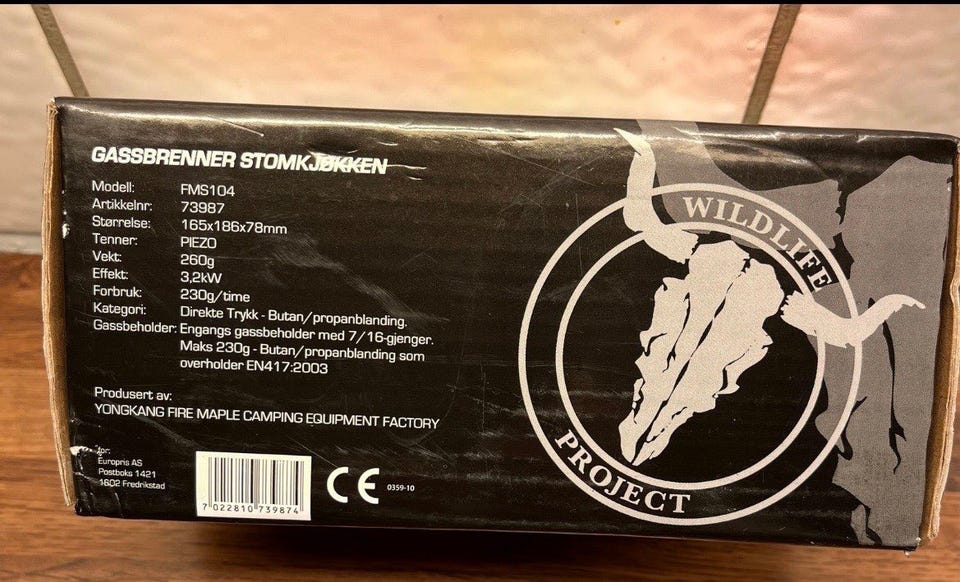 GASSBRENNER STOMKJØKKEN
Modell: FMS104
Artikkelnr: 73987
Størrelse: 165x186x78mm
Tenner: PIEZO
Vekt: 260g
Effekt: 3,2kW
Forbruk: 230g/time
Kategori: Direkte Trykk - Butan/propanblanding.
Gassbeholder: Engangs gassbeholder med 7/16-gjenger.
Maks 230g - Butan/propanblanding som
overholder EN417:2003
Produsert av:
YONGKANG FIRE MAPLE CAMPING EQUIPMENT FACTORY
for:
Europris AS
Postboks 1421
1602 Fredrikstad
7 022810 739874
CE 0359-10
WILDLIFE
PROJECT